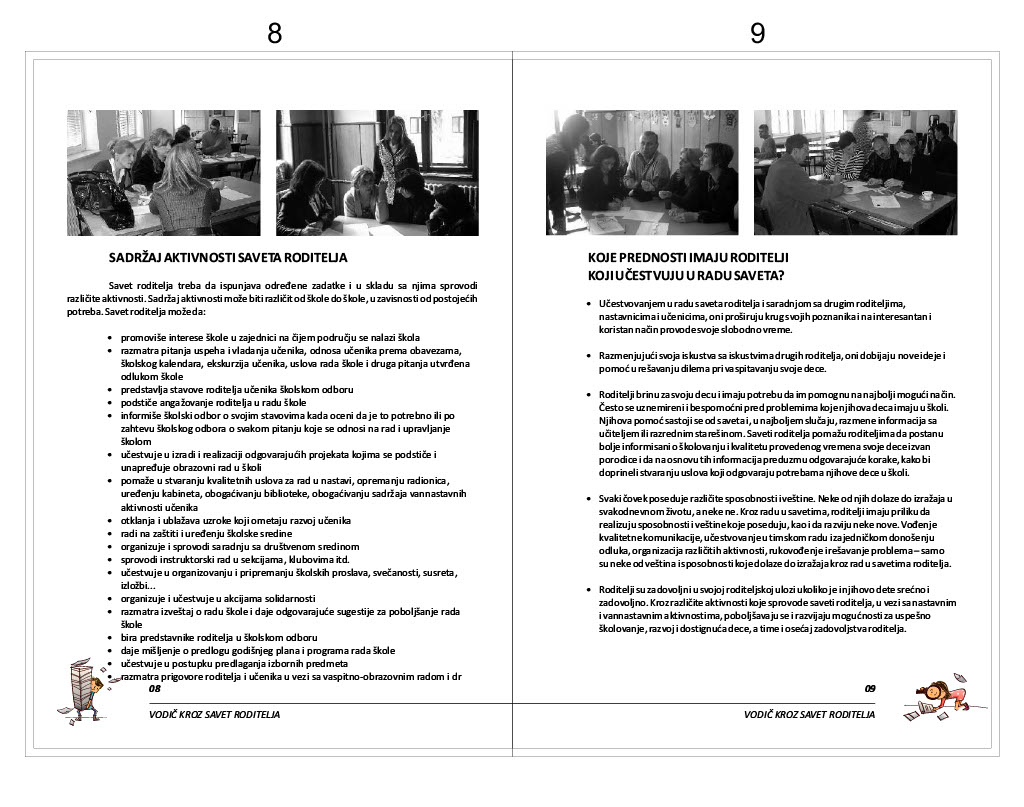 8
SADRŽAJ AKTIVNOSTI SAVETA RODITELJA
Savet roditelja treba da ispunjava određene zadatke i u skladu sa njima sprovodi
različite aktivnosti. Sadržaj aktivnosti može biti različit od škole do škole, u zavisnosti od postojećih
potreba. Savet roditelja može da:
• promoviše interese škole u zajednici na čijem području se nalazi škola
• razmatra pitanja uspeha i vladanja učenika, odnosa učenika prema obavezama,
školskog kalendara, ekskurzija učenika, uslova rada škole i druga pitanja utvrđena
odlukom škole
• predstavlja stavove roditelja učenika školskom odboru
• podstiče angažovanje roditelja u radu škole
• informiše školski odbor o svojim stavovima kada oceni da je to potrebno ili po
zahtevu školskog odbora o svakom pitanju koje se odnosi na rad i upravljanje
školom
• učestvuje u izradi i realizaciji odgovarajućih projekata kojima se podstiče i
unapređuje obrazovni rad u školi
• pomaže u stvaranju kvalitetnih uslova za rad u nastavi, opremanju radionica,
uređenju kabineta, obogaćivanju biblioteke, obogaćivanju sadržaja vannastavnih
aktivnosti učenika
• otklanja i ublažava uzroke koji ometaju razvoj učenika
• radi na zaštiti i uređenju školske sredine
• organizuje i sprovodi saradnju sa društvenom sredinom
• sprovodi instruktorski rad u sekcijama, klubovima itd.
• učestvuje u organizovanju i pripremanju školskih proslava, svečanosti, susreta,
izložbi...
• organizuje i učestvuje u akcijama solidarnosti
• razmatra izveštaj o radu škole i daje odgovarajuće sugestije za poboljšanje rada
škole
• bira predstavnike roditelja u školskom odboru
• daje mišljenje o predlogu godišnjeg plana i programa rada škole
• učestvuje u postupku predlaganja izbornih predmeta
• razmatra prigovore roditelja i učenika u vezi sa vaspitno-obrazovnim radom i dr
08
VODIČ KROZ SAVET RODITELJA
9
KOJE PREDNOSTI IMAJU RODITELJI
KOJI UČESTVUJU U RADU SAVETA?
• Učestvovanjem u radu saveta roditelja i saradnjom sa drugim roditeljima,
nastavnicima i učenicima, oni proširuju krug svojih poznanika i na interesantan i
koristan način provode svoje slobodno vreme.
• Razmenjujući svoja iskustva sa iskustvima drugih roditelja, oni dobijaju nove ideje i
pomoć u rešavanju dilema pri vaspitavanju svoje dece.
• Roditelji brinu za svoju decu i imaju potrebu da im pomognu na najbolji mogući način.
Često se uznemireni i bespomoćni pred problemima koje njihova deca imaju u školi.
Njihova pomoć sastoji se od saveta i, u najboljem slučaju, razmene informacija sa
učiteljem ili razrednim starešinom. Saveti roditelja pomažu roditeljima da postanu
bolje informisani o školovanju i kvalitetu provedenog vremena svoje dece izvan
porodice i da na osnovu tih informacija preduzmu odgovarajuće korake, kako bi
doprineli stvaranju uslova koji odgovaraju potrebama njihove dece u školi.
• Svaki čovek poseduje različite sposobnosti i veštine. Neke od njih dolaze do izražaja u
svakodnevnom životu, a neke ne. Kroz rad u savetima, roditelji imaju priliku da
realizuju sposobnosti i veštine koje poseduju, kao i da razviju neke nove. Vođenje
kvalitetne komunikacije, učestvovanje u timskom radu i zajedničkom donošenju
odluka, organizacija različitih aktivnosti, rukovođenje i rešavanje problema – samo
su neke od veština i sposobnosti koje dolaze do izražaja kroz rad u savetima roditelja.
• Roditelji su zadovoljni u svojoj roditeljskoj ulozi ukoliko je i njihovo dete srećno i
zadovoljno. Kroz različite aktivnosti koje sprovode saveti roditelja, u vezi sa nastavnim
i vannastavnim aktivnostima, poboljšavaju se i razvijaju mogućnosti za uspešno
školovanje, razvoj i dostignuća dece, a time i osećaj zadovoljstva roditelja.
09
VODIČ KROZ SAVET RODITELJA